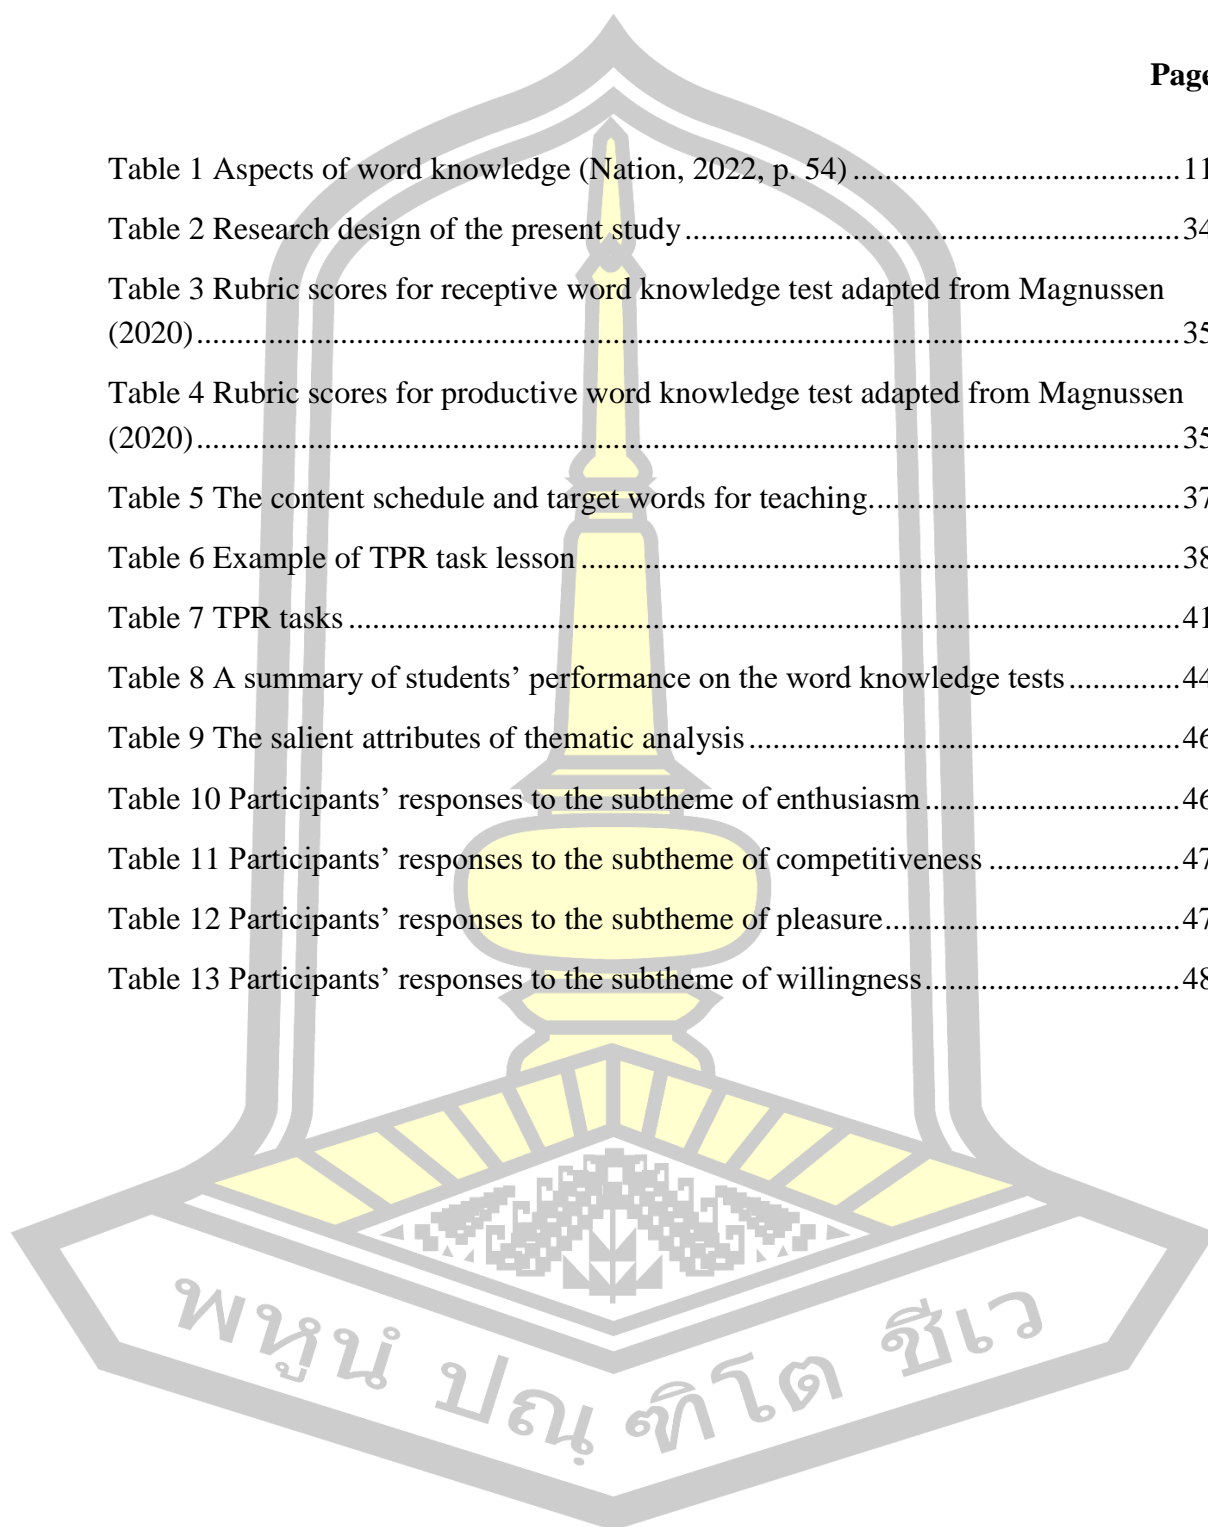 Page
Table 1 Aspects of word knowledge (Nation, 2022, p. 54) ....................................... 11
Table 2 Research design of the present study ............................................................ 34
Table 3 Rubric scores for receptive word knowledge test adapted from Magnussen
(2020) ........................................................................................................................ 35
Table 4 Rubric scores for productive word knowledge test adapted from Magnussen
(2020) ........................................................................................................................ 35
Table 5 The content schedule and target words for teaching. .................................... 37
Table 6 Example of TPR task lesson ......................................................................... 38
Table 7 TPR tasks ...................................................................................................... 41
Table 8 A summary of students’ performance on the word knowledge tests ............. 44
Table 9 The salient attributes of thematic analysis .................................................... 46
Table 10 Participants’ responses to the subtheme of enthusiasm ............................... 46
Table 11 Participants’ responses to the subtheme of competitiveness ....................... 47
Table 12 Participants’ responses to the subtheme of pleasure ................................... 47
Table 13 Participants’ responses to the subtheme of willingness .............................. 48
พหูนํ ปณฺฑิโต ชีเว